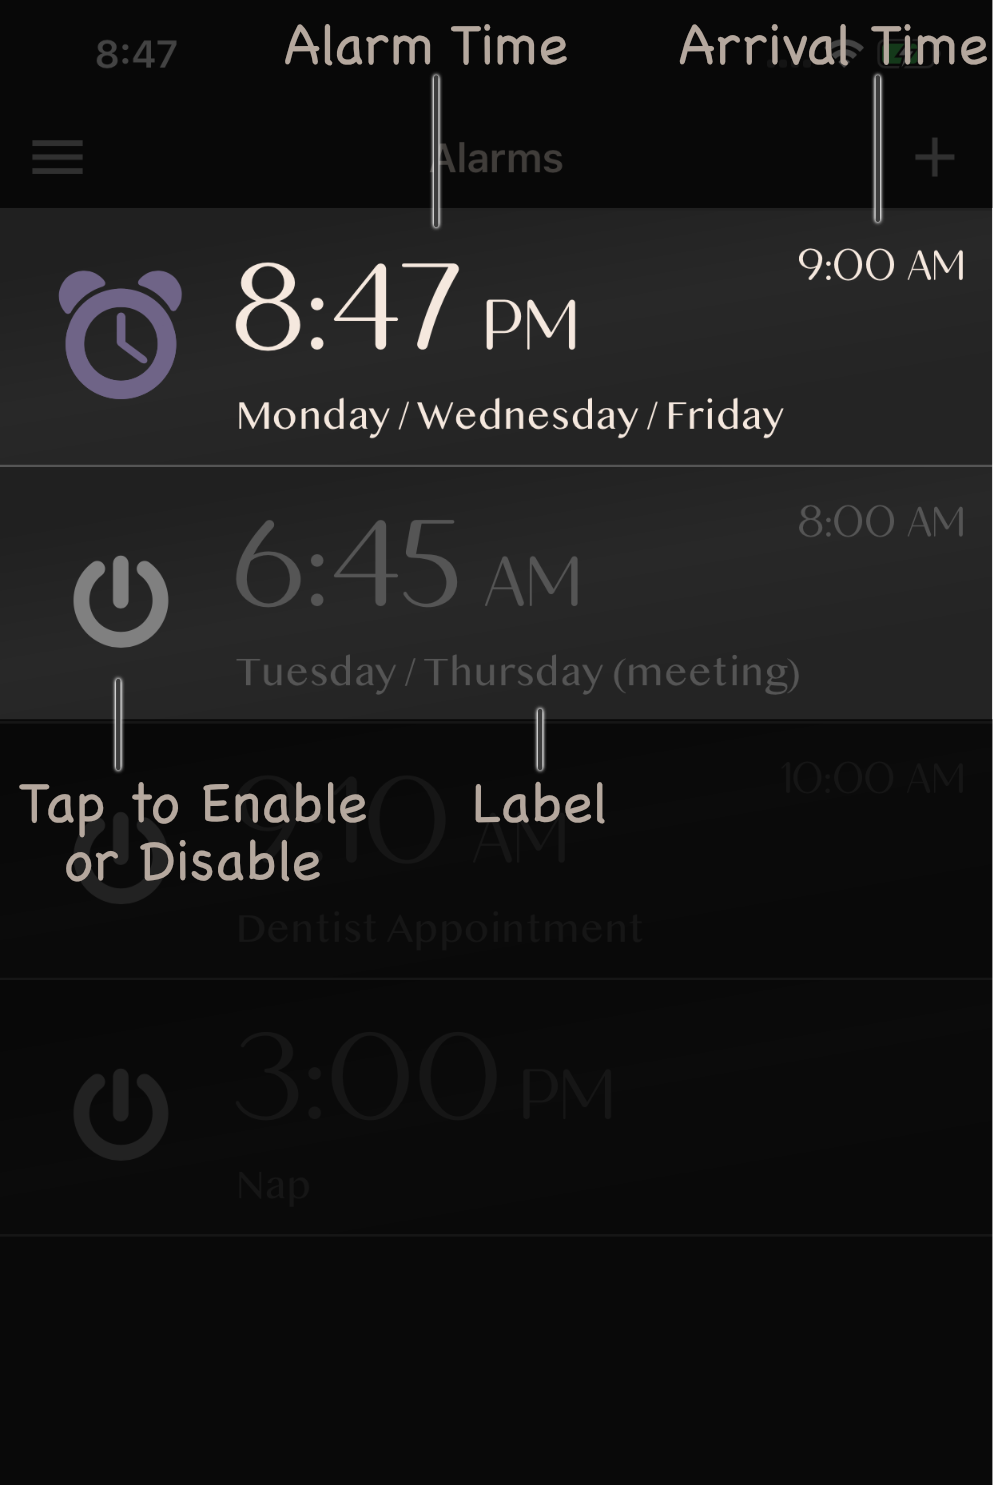 8:47
Alarm Time
Arrival Time
Alarms
9:00 AM
8:47 PM
Monday / Wednesday / Friday
8:00 AM
6:45 AM
Tuesday / Thursday (meeting)
10:00 AM
9:10 AM
Tap to Enable
or Disable
Label
Dentist Appointment
3:00 PM
Nap